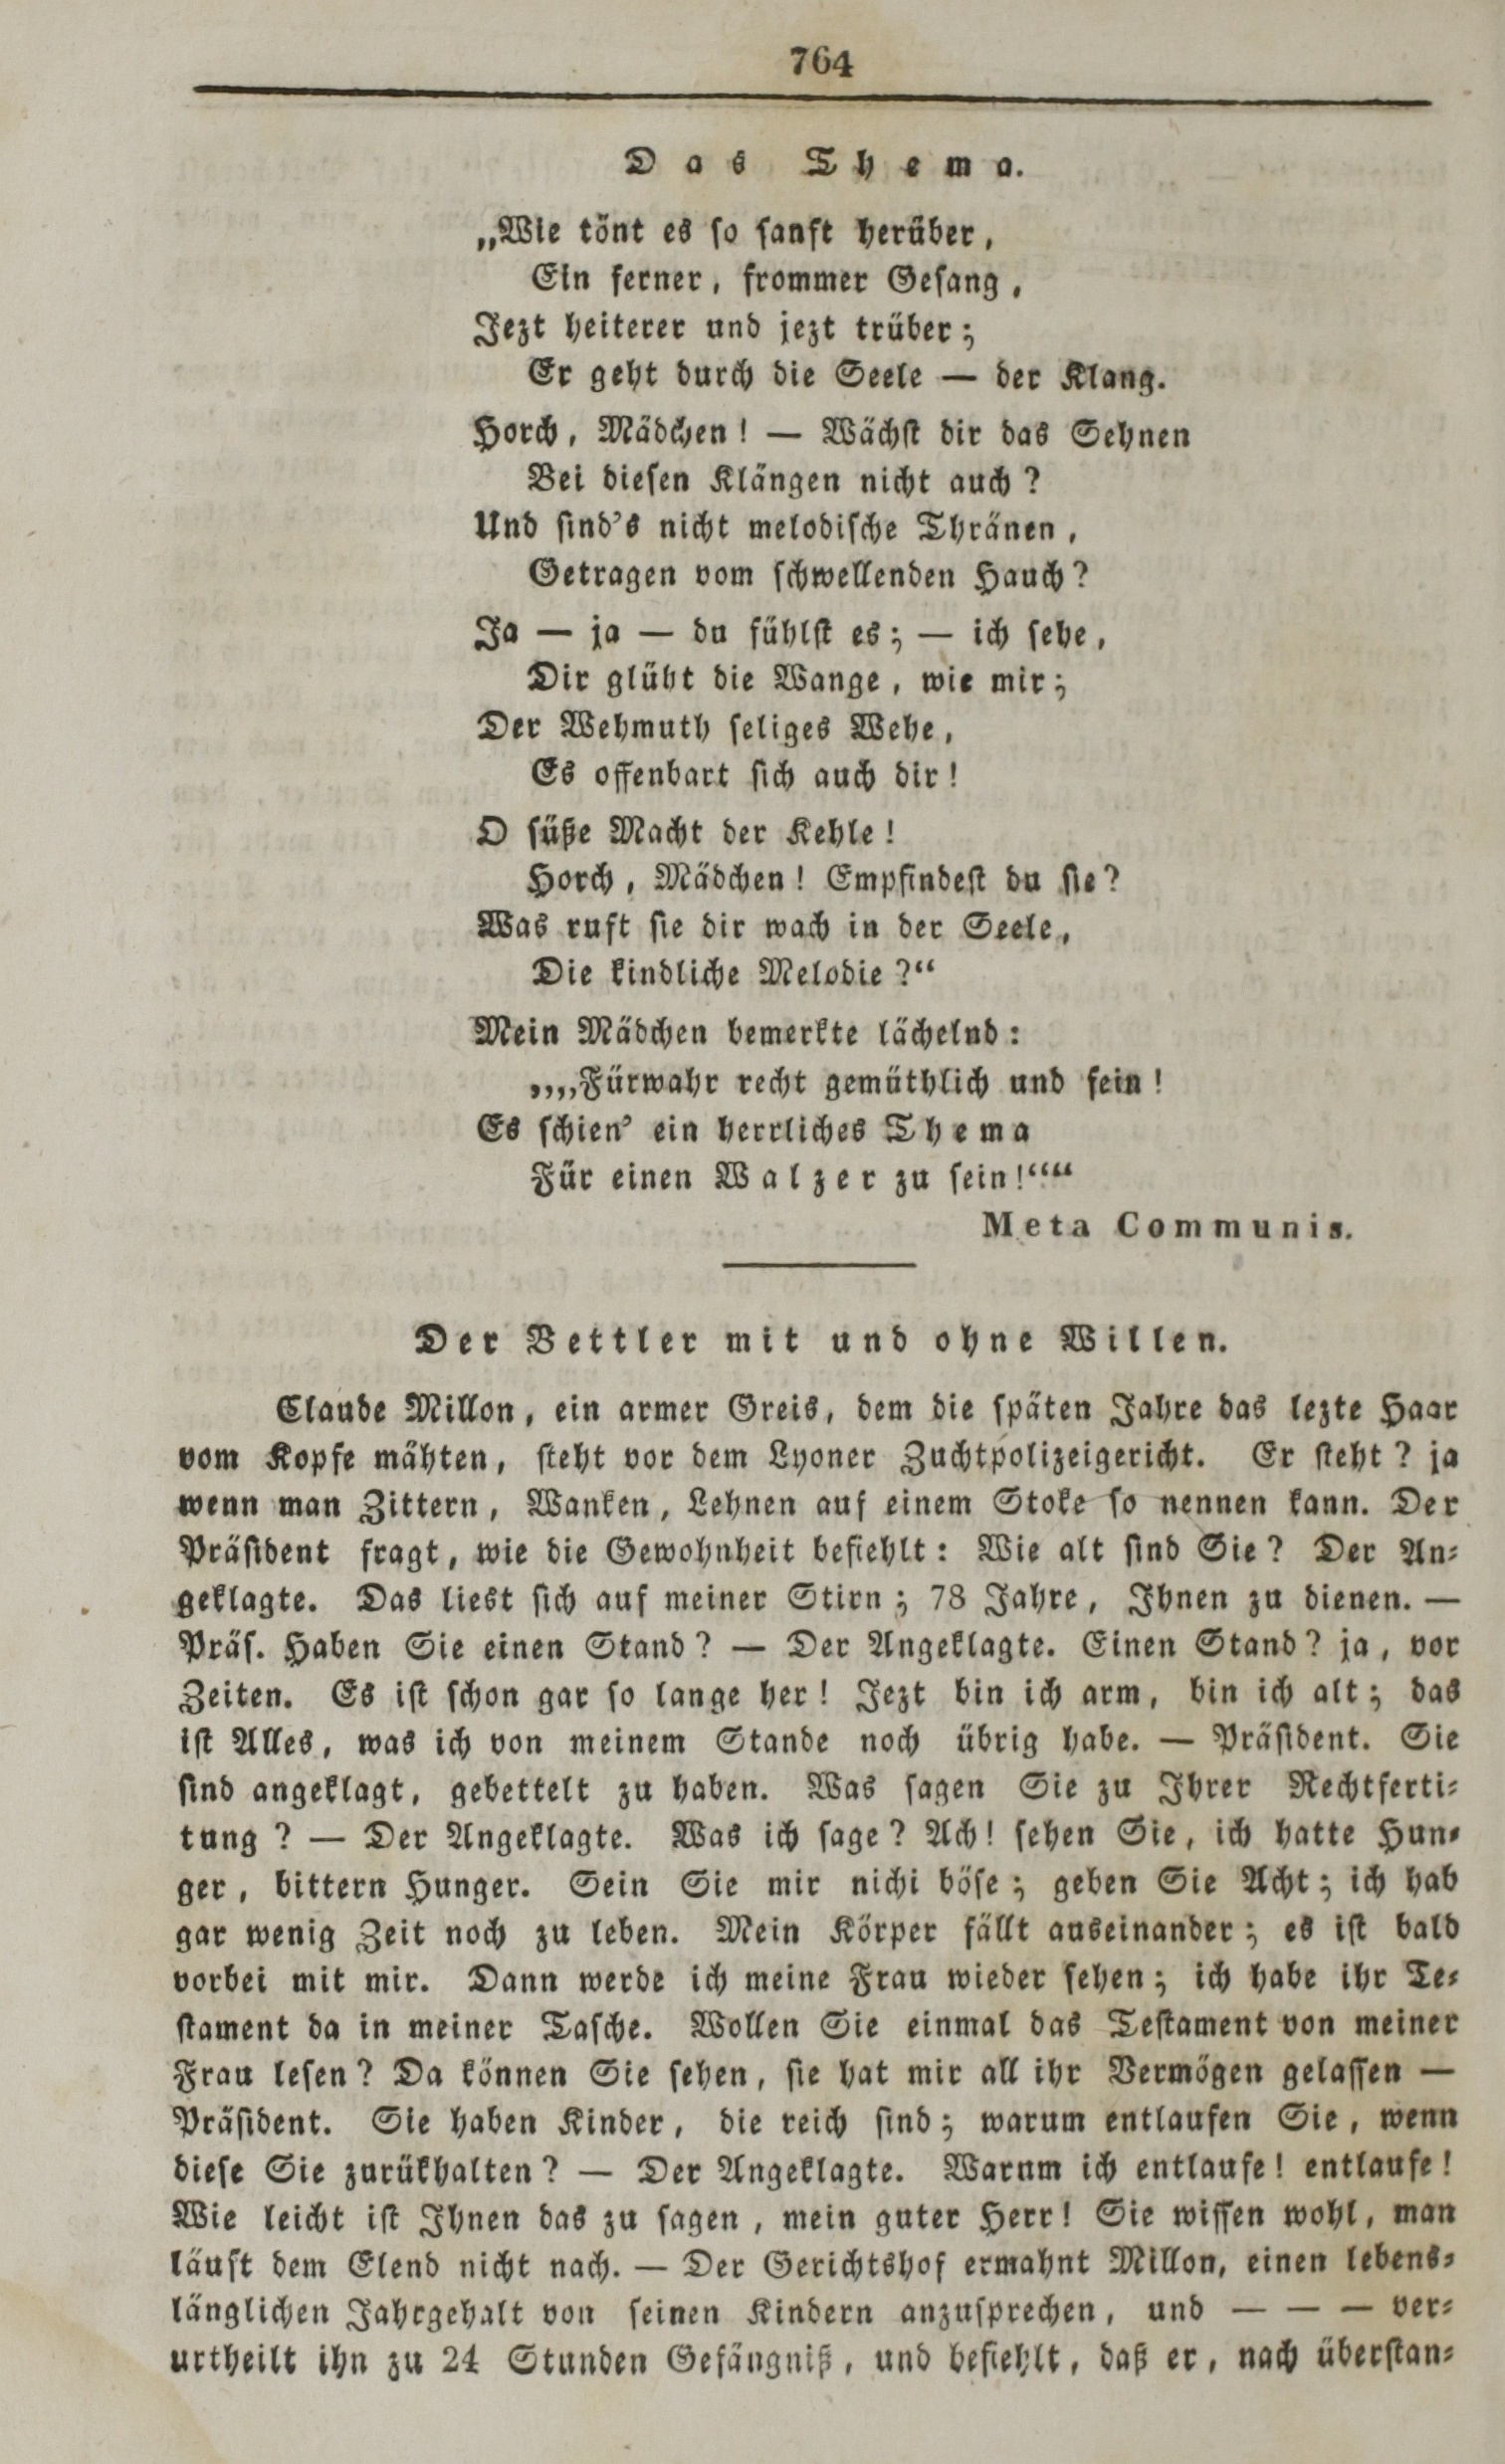 764
Das Thema.
„Wie tönt es so sanft herüber,
Ein ferner, frommer Gesang,
Jezt heiterer und jezt trüber;
Er geht durch die Seele — der Klang.
Horch, Mädchen! — Wächst dir das Sehnen
Bei diesen Klängen nicht auch?
Und sind's nicht melodische Thränen,
Getragen vom schwellenden Hauch?
Ja — ja — du fühlst es; — ich sehe,
Dir glüht die Wange, wie mir;
Der Wehmuth seliges Wehe,
Es offenbart sich auch dir!
O süße Macht der Kehle!
Horch, Mädchen! Empfindest du sie?
Was ruft sie dir wach in der Seele,
Die kindliche Melodie?“
Mein Mädchen bemerkte lächelnd:
„„Fürwahr recht gemüthlich und fein!
Es schien' ein herrliches Thema
Für einen Walzer zu sein!““
Meta Communis.
Der Bettler mit und ohne Willen.
Claude Millon, ein armer Greis, dem die späten Jahre das lezte Haar
vom Kopfe mähten, steht vor dem Lyoner Zuchtpolizeigericht. Er steht? ja
wenn man Zittern, Wanken, Lehnen auf einem Stoke so nennen kann. Der
Präsident fragt, wie die Gewohnheit befiehlt: Wie alt sind Sie? Der An-
geklagte. Das liest sich auf meiner Stirn; 78 Jahre, Ihnen zu dienen. —
Präs. Haben Sie einen Stand? — Der Angeklagte. Einen Stand? ja, vor
Zeiten. Es ist schon gar so lange her! Jezt bin ich arm, bin ich alt; das
ist Alles, was ich von meinem Stande noch übrig habe. — Präsident. Sie
sind angeklagt, gebettelt zu haben. Was sagen Sie zu Ihrer Rechtferti-
tung? — Der Angeklagte. Was ich sage? Ach! sehen Sie, ich hatte Hun-
ger, bittern Hunger. Sein Sie mir nichi böse; geben Sie Acht; ich hab
gar wenig Zeit noch zu leben. Mein Körper fällt auseinander; es ist bald
vorbei mit mir. Dann werde ich meine Frau wieder sehen; ich habe ihr Te-
stament da in meiner Tasche. Wollen Sie einmal das Testament von meiner
Frau lesen? Da können Sie sehen, sie hat mir all ihr Vermögen gelassen —
Präsident. Sie haben Kinder, die reich sind; warum entlaufen Sie, wenn
diese Sie zurükhalten? — Der Angeklagte. Warum ich entlaufe! entlaufe!
Wie leicht ist Ihnen das zu sagen, mein guter Herr! Sie wissen wohl, man
läuft dem Elend nicht nach. — Der Gerichtshof ermahnt Millon, einen lebens-
länglichen Jahrgehalt von seinen Kindern anzusprechen, und — — — ver-
urtheilt ihn zu 24 Stunden Gefängniß, und befiehlt, daß er, nach überstan-